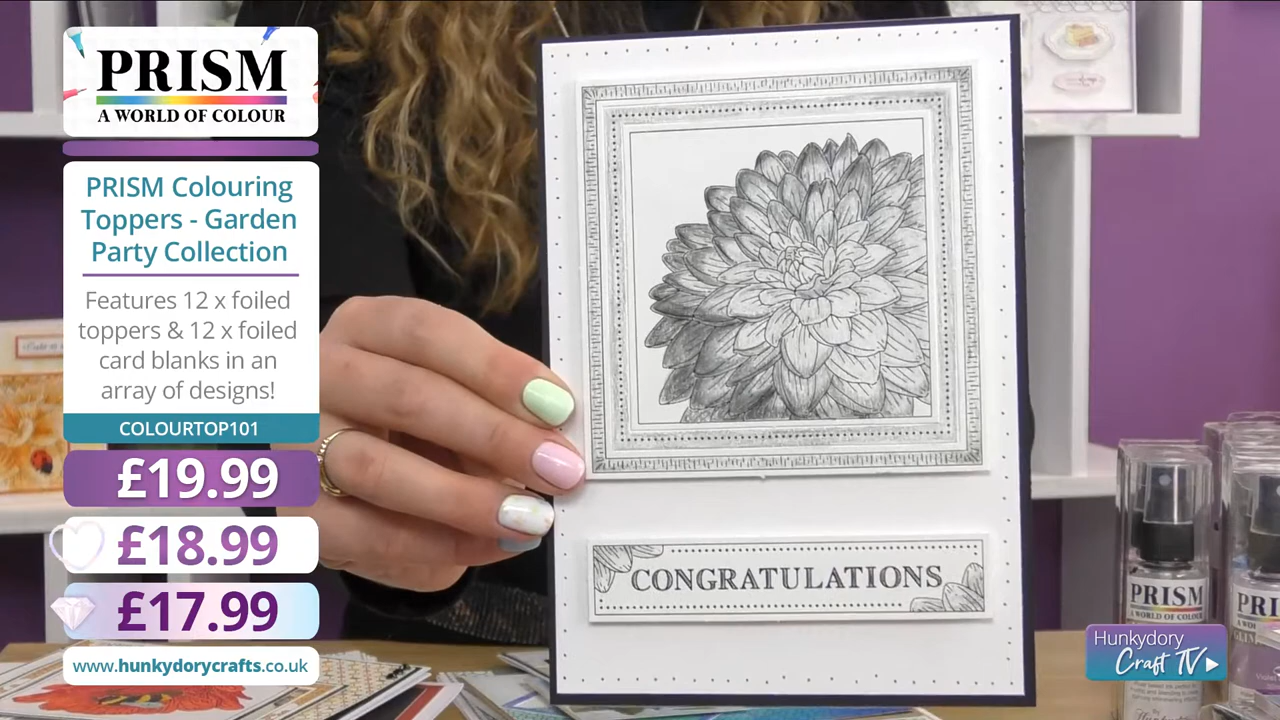 PRISM
A WORLD OF COLOUR
PRISM Colouring
Toppers - Garden
Party Collection
Features 12 x foiled
toppers & 12 x foiled
card blanks in an
array of designs!
COLOURTOP101
£19.99
£18.99
£17.99
www.hunkydorycrafts.co.uk
CONGRATULATIONS
PRISM
A WORLD OF COLOUR
PRI
Hunkydory
Craft TV